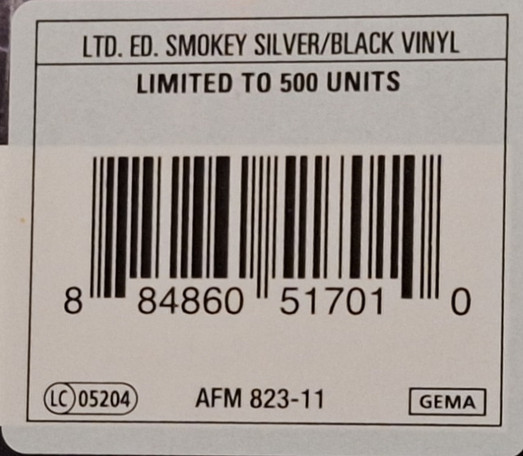 LTD. ED. SMOKEY SILVER/BLACK VINYL
LIMITED TO 500 UNITS
8 84860 51701 0
LC 05204 AFM 823-11 GEMA